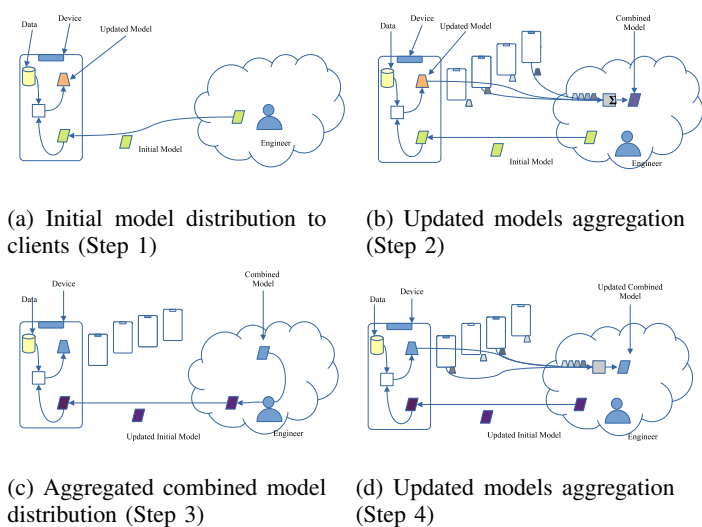 Data
Device
Updated Model
Initial Model
Engineer
(a) Initial model distribution to
clients (Step 1)
Data
Device
Updated Model
Combined
Model
Σ
Initial Model
Engineer
(b) Updated models aggregation
(Step 2)
Data
Device
Combined
Model
Updated Initial Model
Engineer
(c) Aggregated combined model
distribution (Step 3)
Data
Device
Updated Combined
Model
Updated Initial Model
Engineer
(d) Updated models aggregation
(Step 4)